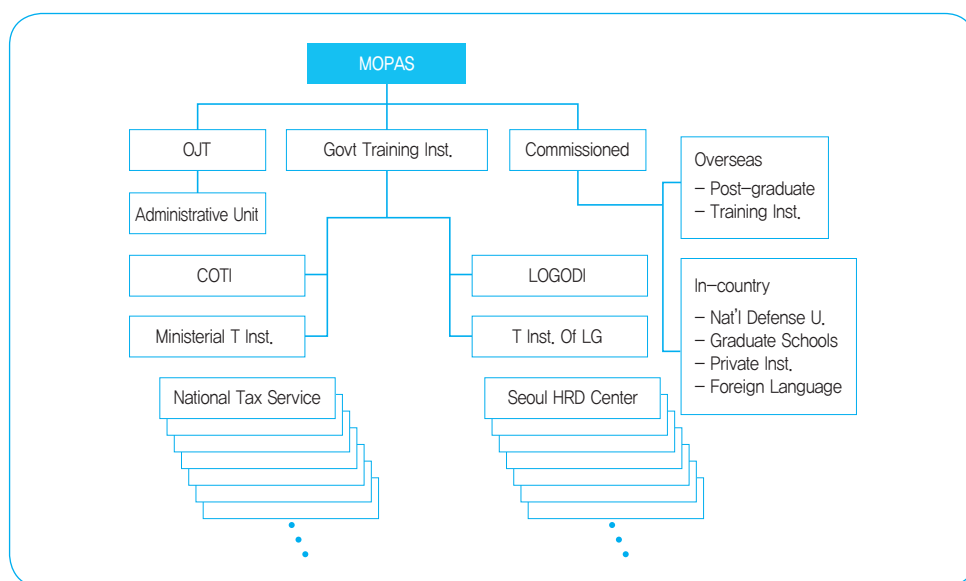 MOPAS
OJT
Govt Training Inst.
Commissioned
Administrative Unit
Overseas
– Post-graduate
– Training Inst.
COTI
LOGODI
Ministerial T Inst.
T Inst. Of LG
In-country
– Nat'l Defense U.
– Graduate Schools
– Private Inst.
– Foreign Language
National Tax Service
Seoul HRD Center